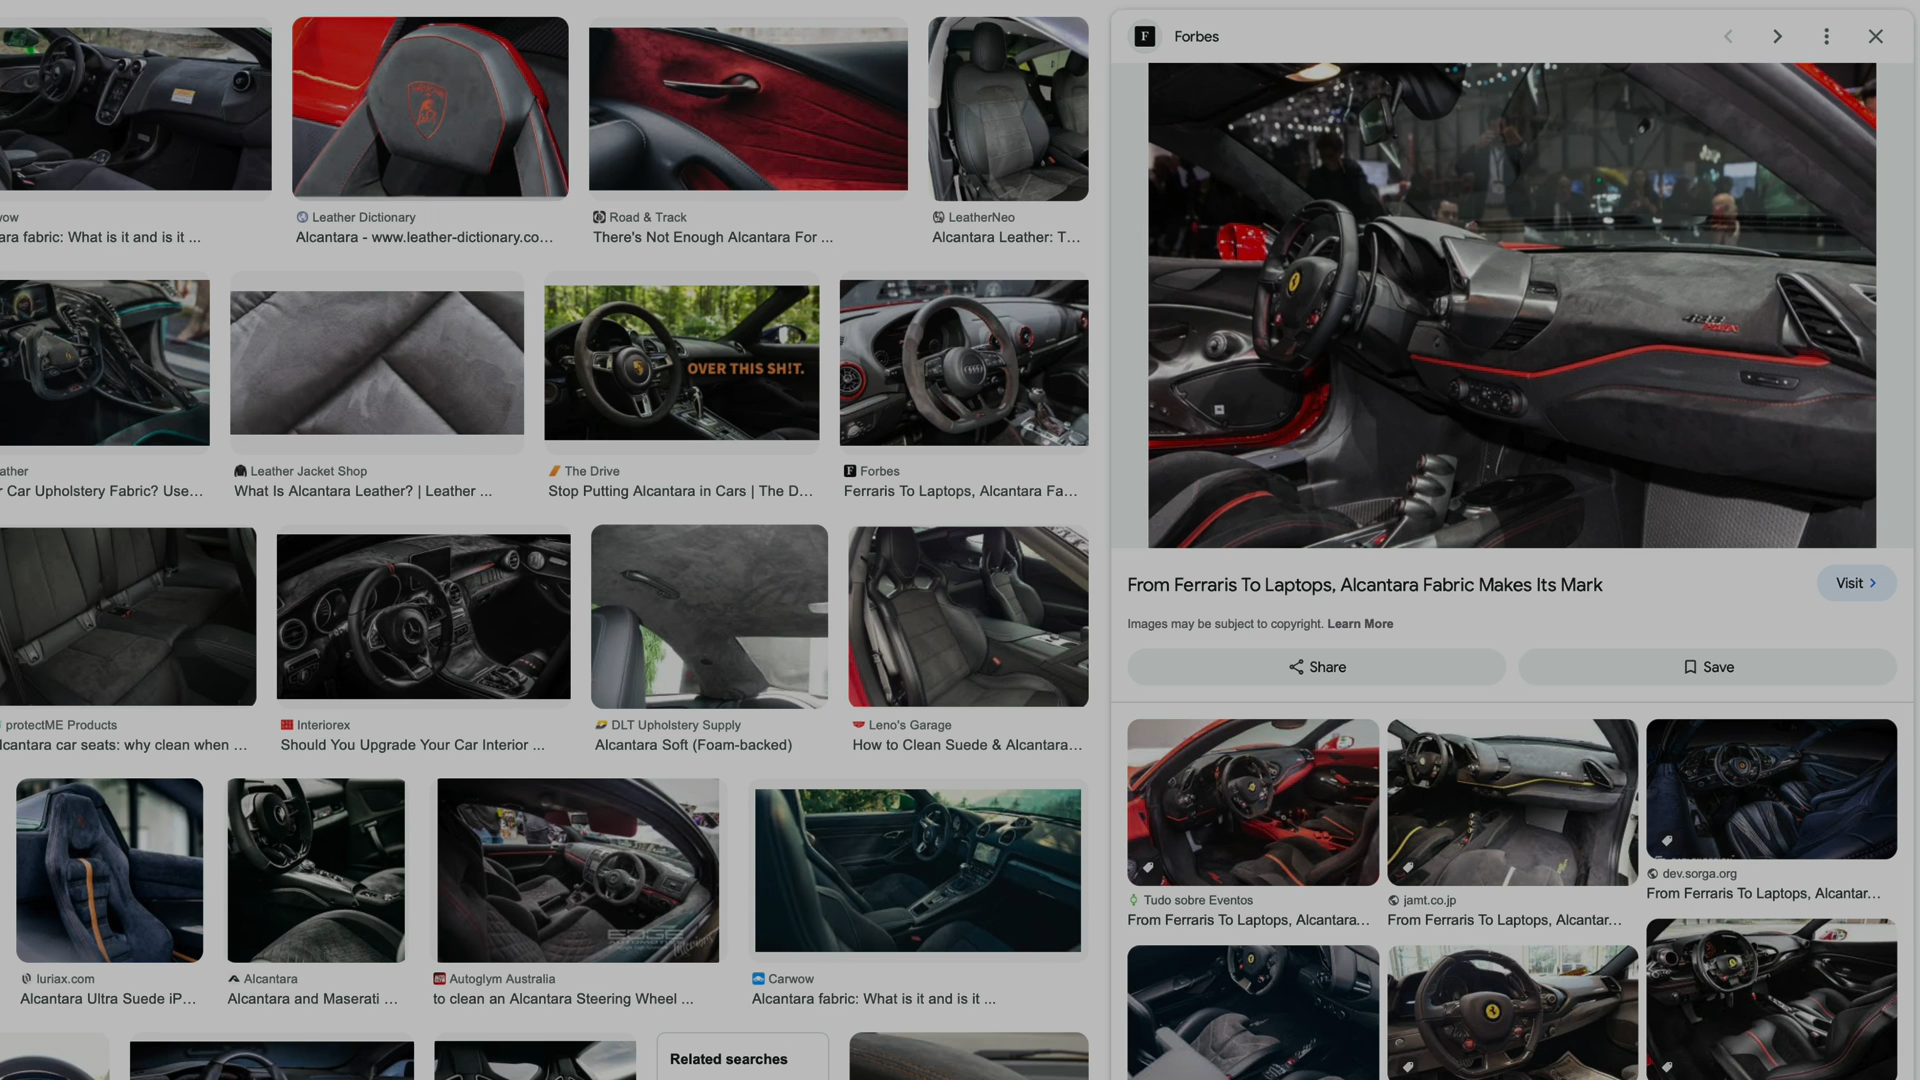 Forbes
Leather Dictionary
Alcantara - www.leather-dictionary.co...
Road & Track
There's Not Enough Alcantara For ...
LeatherNeo
Alcantara Leather: T...
ara fabric: What is it and is it ...
OVER THIS SH!T.
488
ather
r Car Upholstery Fabric? Use...
Leather Jacket Shop
What Is Alcantara Leather? | Leather ...
The Drive
Stop Putting Alcantara in Cars | The D...
Forbes
Ferraris To Laptops, Alcantara Fa...
From Ferraris To Laptops, Alcantara Fabric Makes Its Mark
Visit
Images may be subject to copyright. Learn More
Share
Save
protectME Products
lcantara car seats: why clean when ...
Interiorex
Should You Upgrade Your Car Interior ...
DLT Upholstery Supply
Alcantara Soft (Foam-backed)
Leno's Garage
How to Clean Suede & Alcantara...
Tudo sobre Eventos
From Ferraris To Laptops, Alcantara...
jamt.co.jp
From Ferraris To Laptops, Alcantar...
dev.sorga.org
From Ferraris To Laptops, Alcantar...
EDGE
luriax.com
Alcantara Ultra Suede iP...
Alcantara
Alcantara and Maserati ...
Autoglym Australia
to clean an Alcantara Steering Wheel ...
Carwow
Alcantara fabric: What is it and is it ...
Related searches